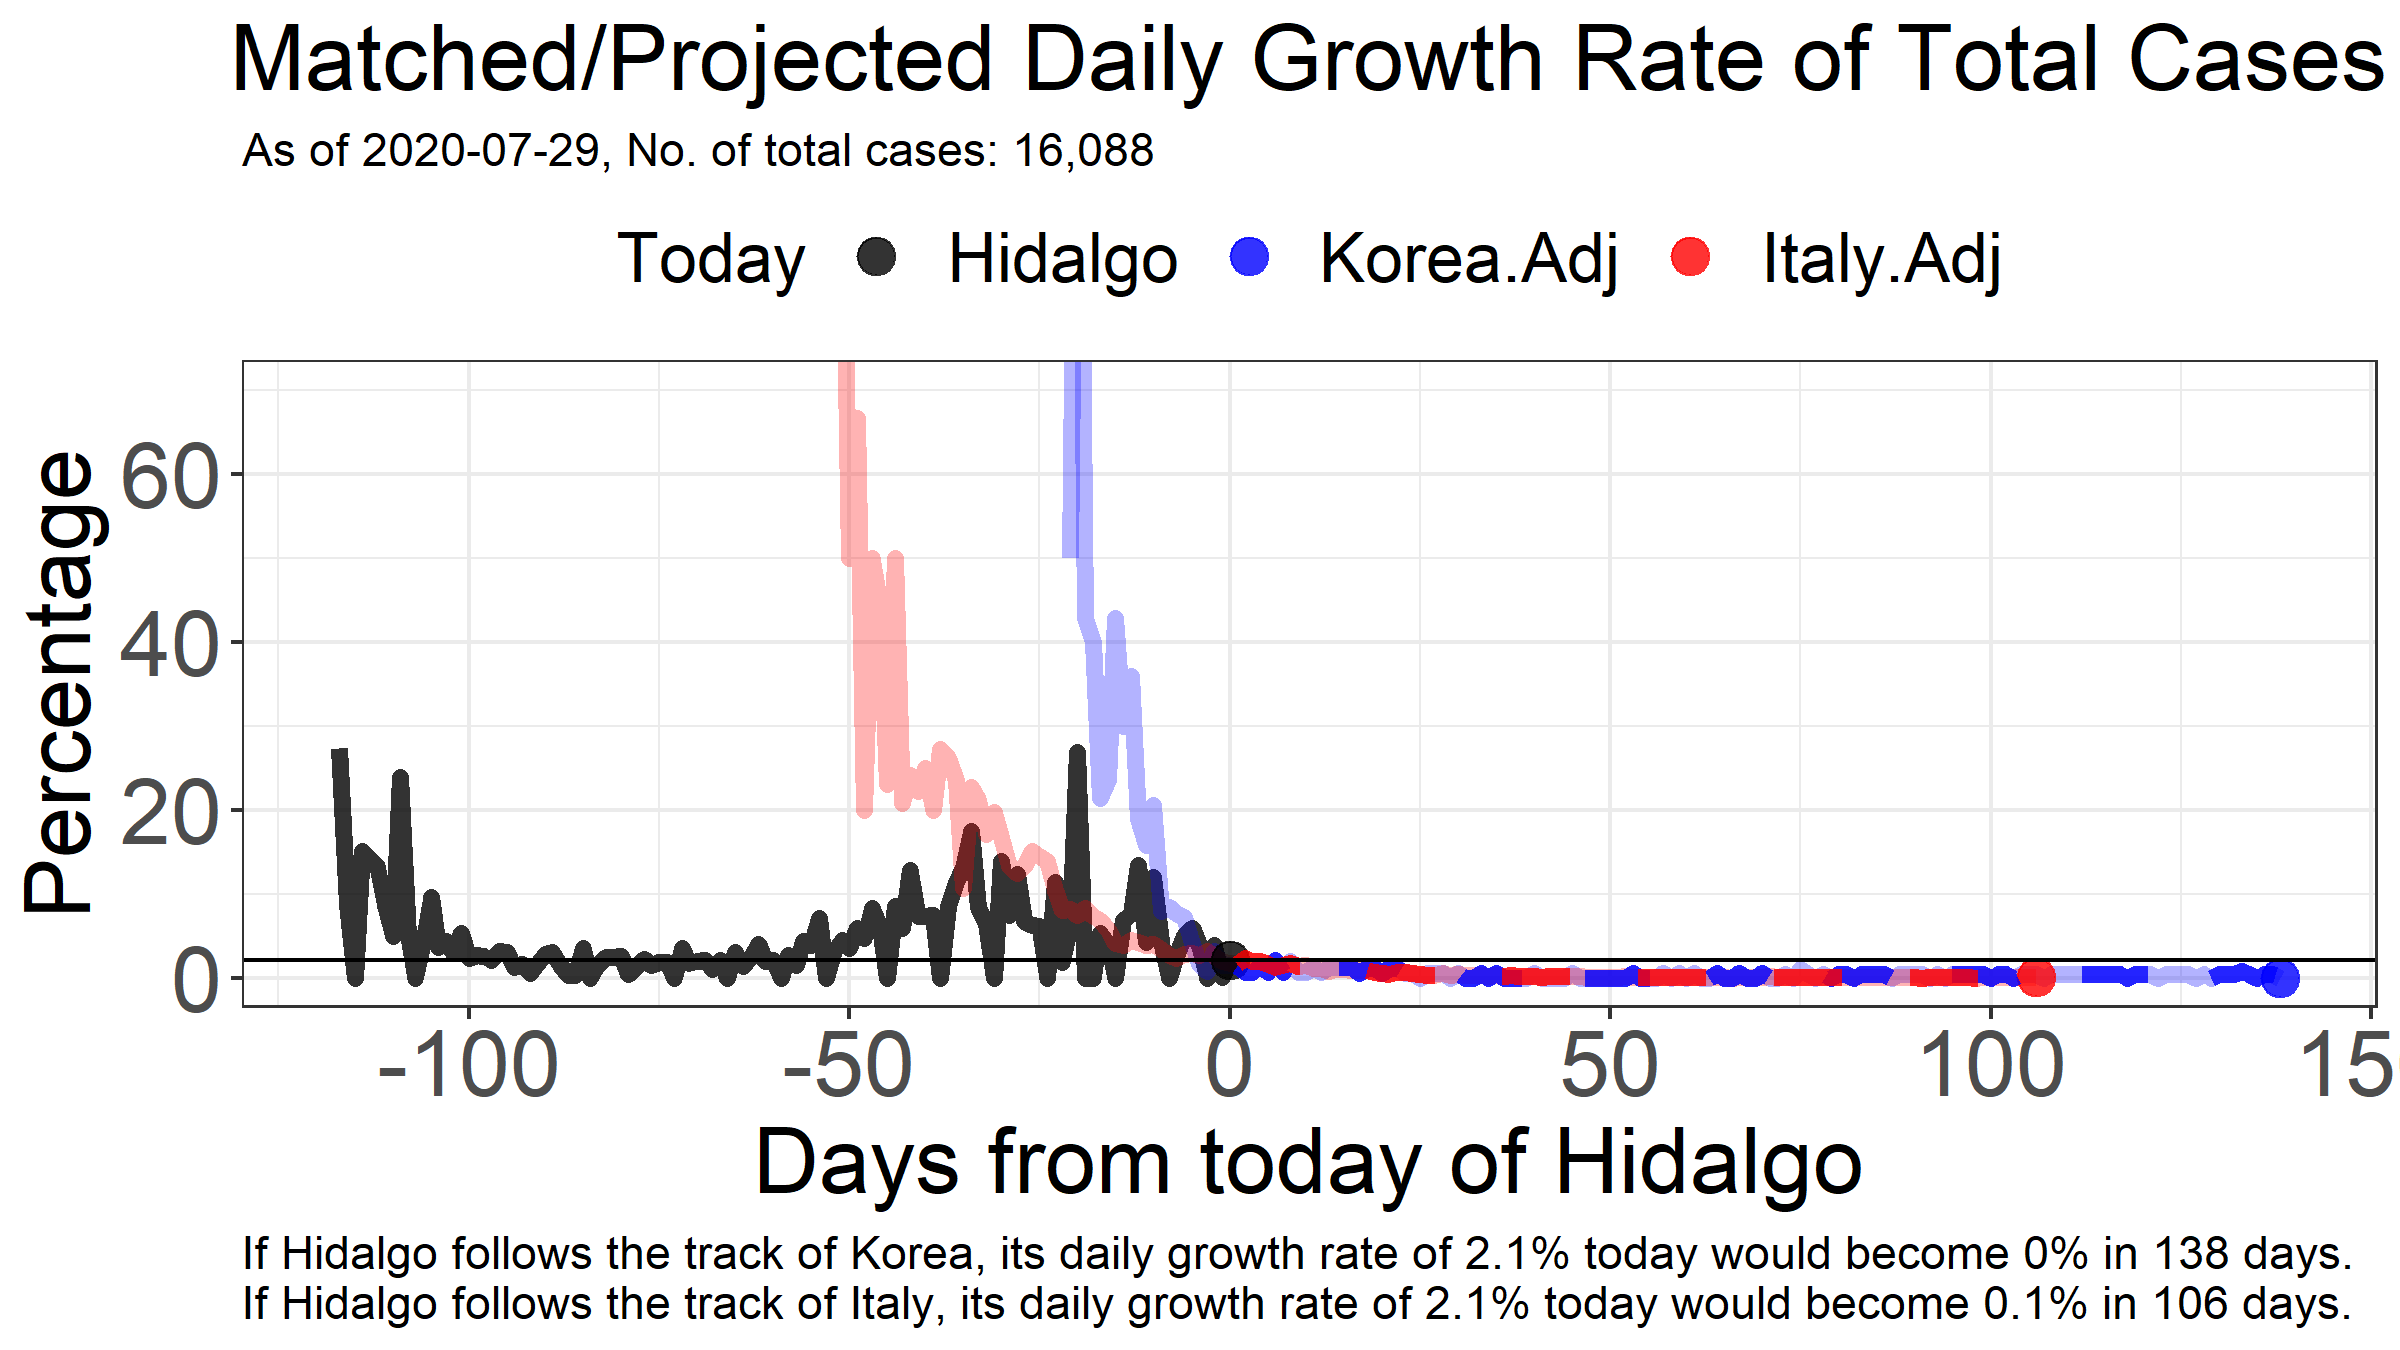 Matched/Projected Daily Growth Rate of Total Cases
As of 2020-07-29, No. of total cases: 16,088
Today Hidalgo Korea.Adj Italy.Adj
Percentage
60
40
20
0
-100 -50 0 50 100 15
Days from today of Hidalgo
If Hidalgo follows the track of Korea, its daily growth rate of 2.1% today would become 0% in 138 days.
If Hidalgo follows the track of Italy, its daily growth rate of 2.1% today would become 0.1% in 106 days.